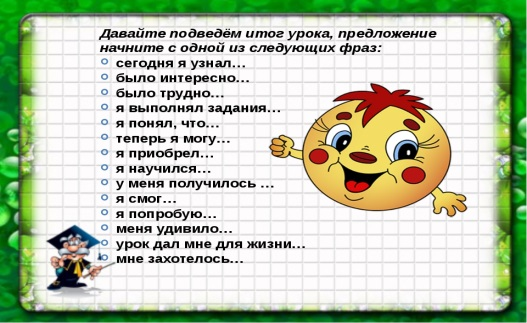 Давайте подведём итог урока, предложение
начните с одной из следующих фраз:
сегодня я узнал…
было интересно…
было трудно…
я выполнял задания…
я понял, что…
теперь я могу…
я приобрел…
я научился…
у меня получилось …
я смог…
я попробую…
меня удивило…
урок дал мне для жизни…
мне захотелось…